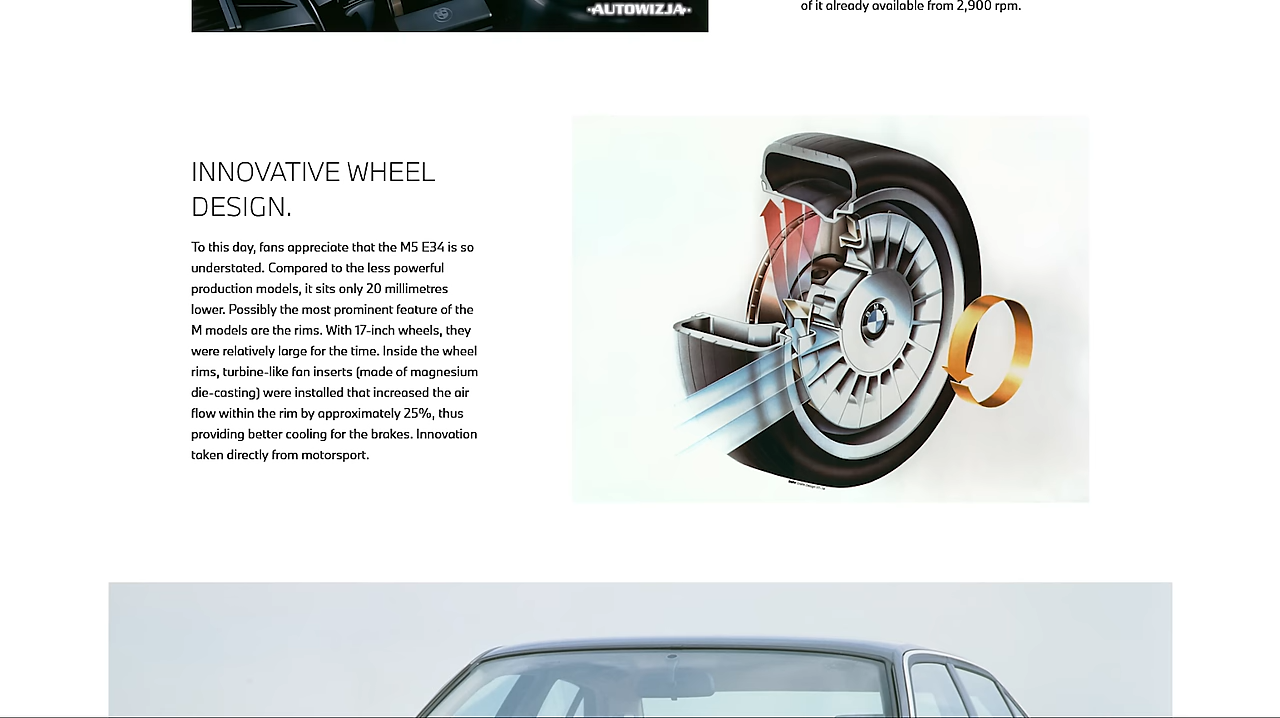 ·AUTOWIZJA·
of it already available from 2,900 rpm.
INNOVATIVE WHEEL
DESIGN.
To this day, fans appreciate that the M5 E34 is so
understated. Compared to the less powerful
production models, it sits only 20 millimetres
lower. Possibly the most prominent feature of the
M models are the rims. With 17-inch wheels, they
were relatively large for the time. Inside the wheel
rims, turbine-like fan inserts (made of magnesium
die-casting) were installed that increased the air
flow within the rim by approximately 25%, thus
providing better cooling for the brakes. Innovation
taken directly from motorsport.
BMW